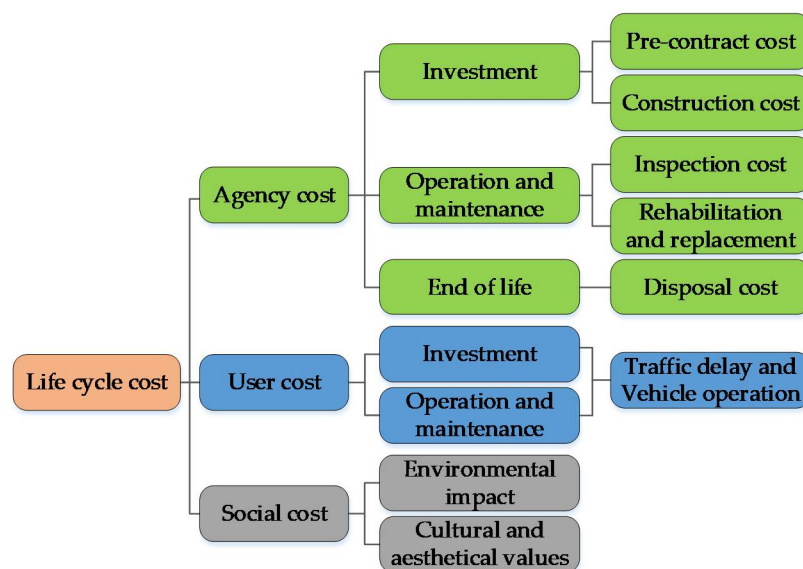 Life cycle cost
Agency cost
Investment
Pre-contract cost
Construction cost
Operation and
maintenance
Inspection cost
Rehabilitation
and replacement
End of life
Disposal cost
User cost
Investment
Operation and
maintenance
Traffic delay and
Vehicle operation
Social cost
Environmental
impact
Cultural and
aesthetical values